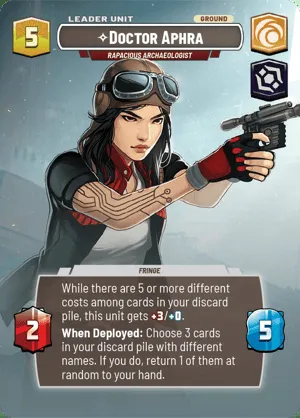 LEADER UNIT
GROUND
5
✧DOCTOR APHRA
RAPACIOUS ARCHAEOLOGIST
FRINGE
While there are 5 or more different
costs among cards in your discard
pile, this unit gets +3/+0.
When Deployed: Choose 3 cards
in your discard pile with different
names. If you do, return 1 of them at
random to your hand.
2
5